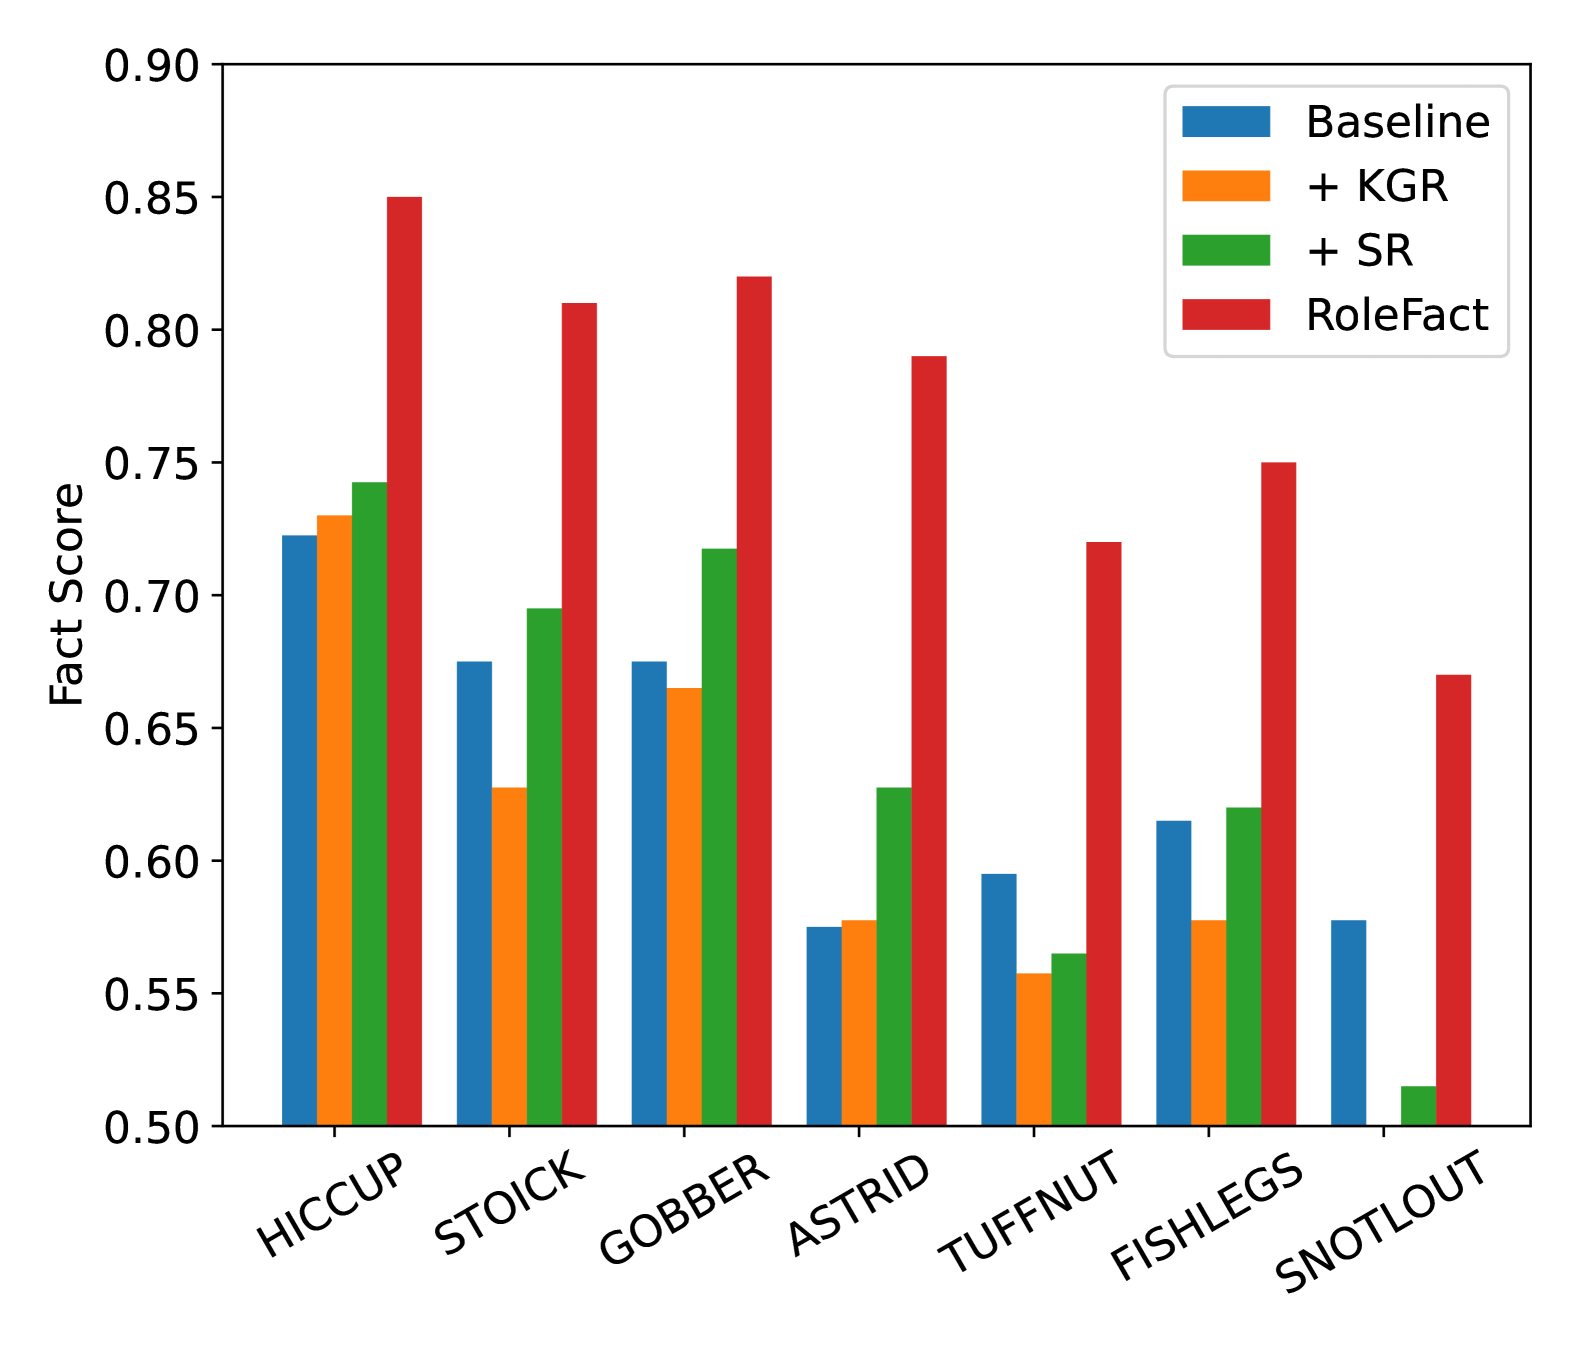 0.90
0.85
0.80
0.75
0.70
0.65
0.60
0.55
0.50
Fact Score
Baseline
+ KGR
+ SR
RoleFact
HICCUP
STOICK
GOBBER
ASTRID
TUFFNUT
FISHLEGS
SNOTLOUT